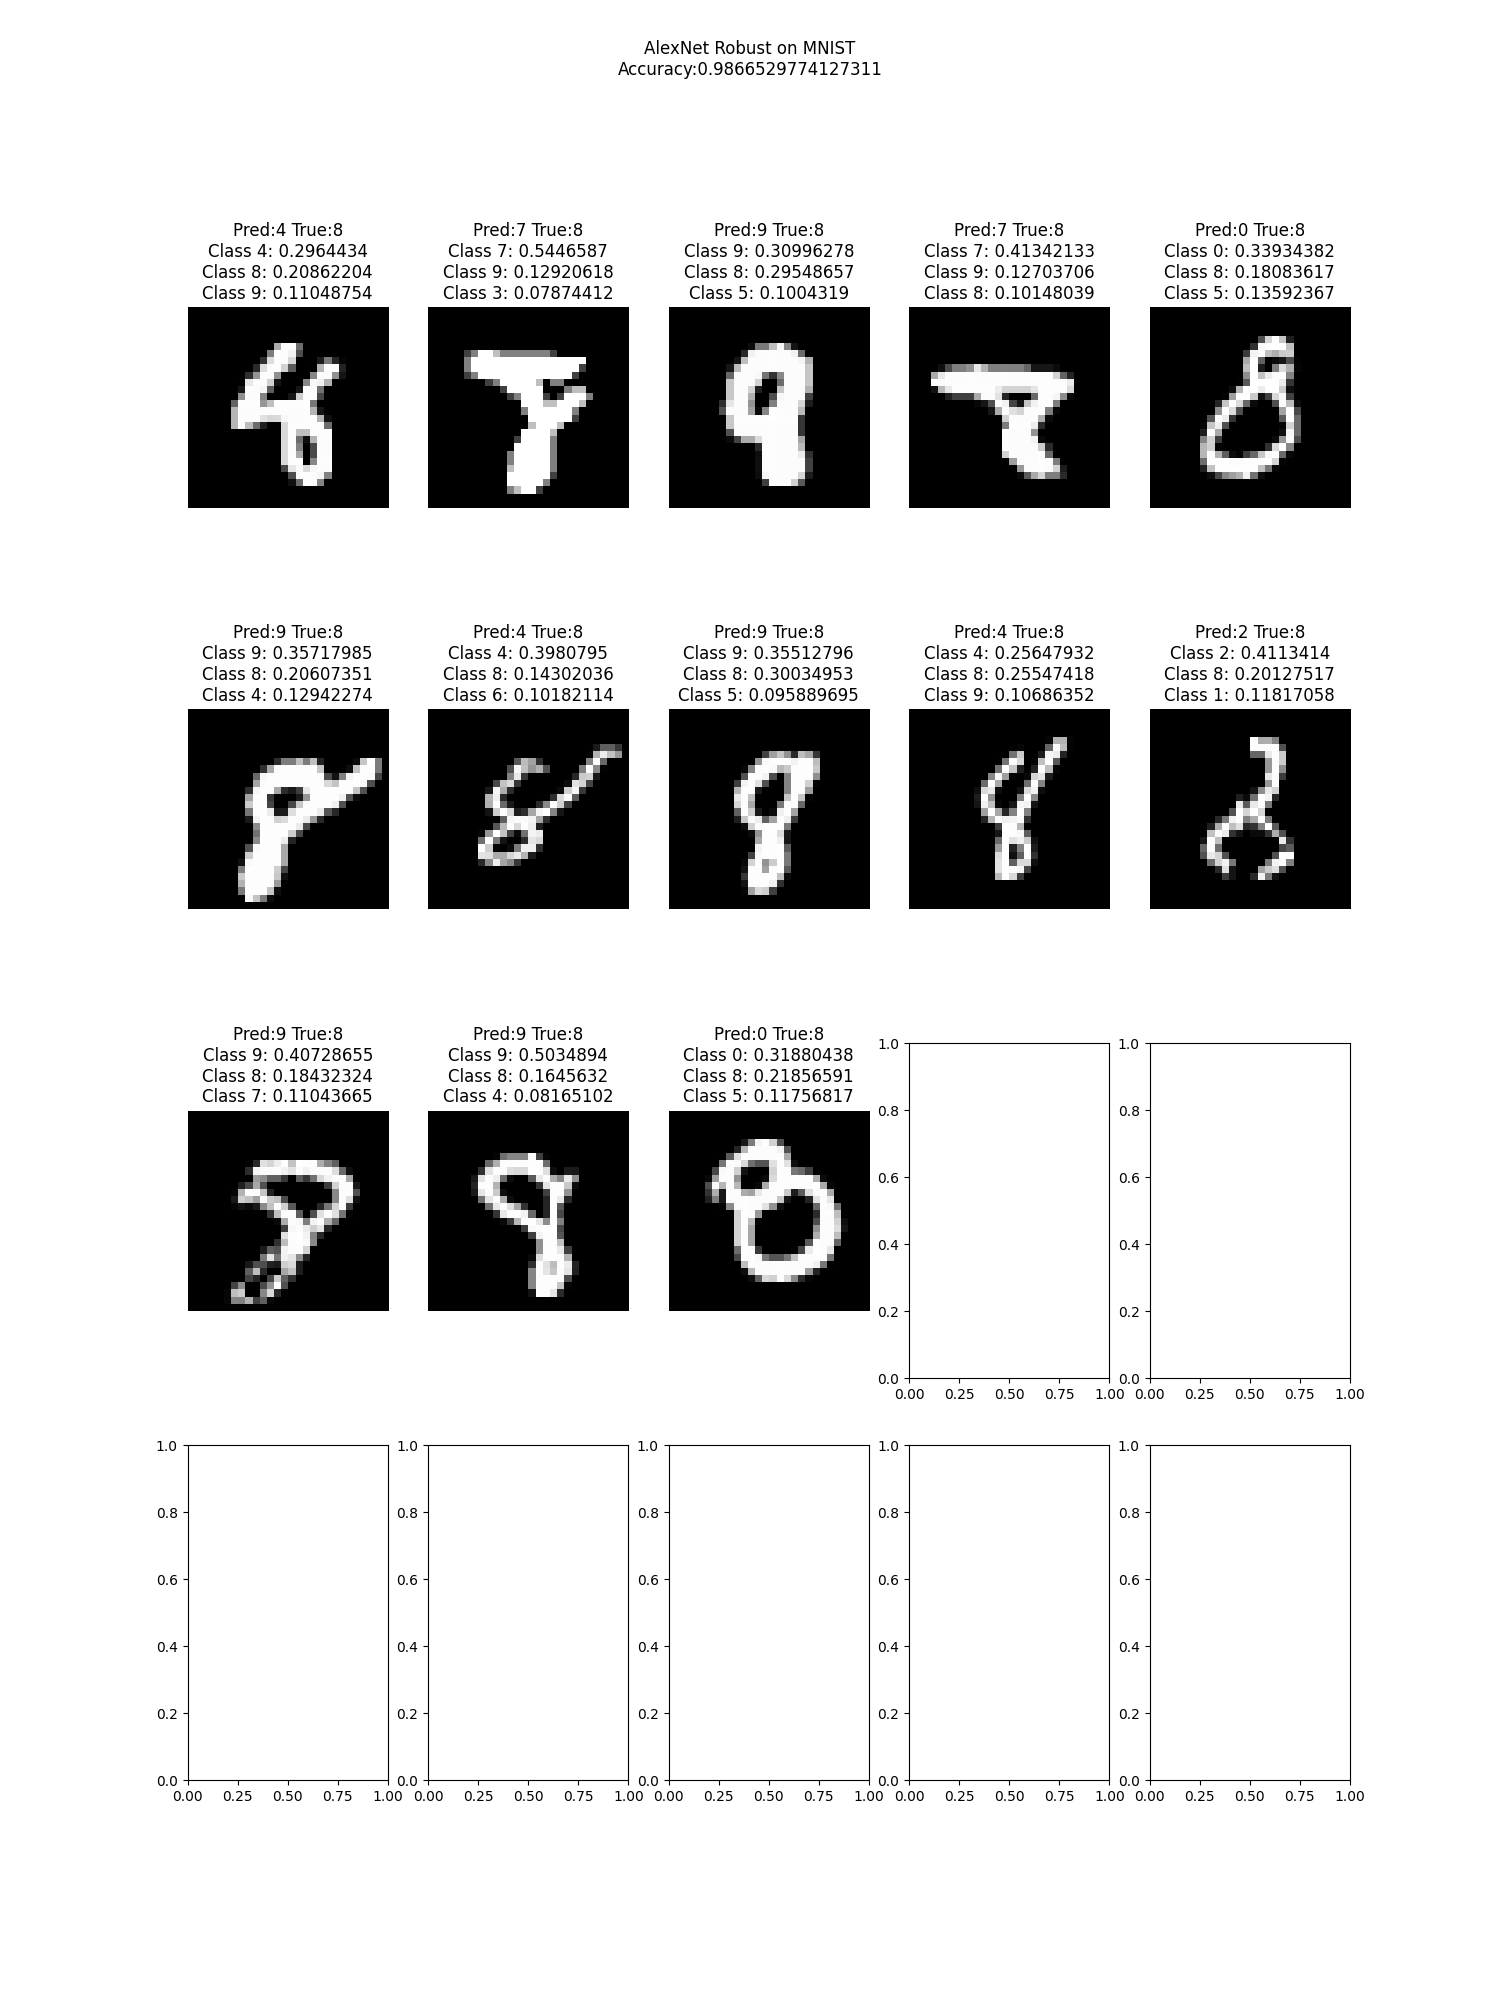 AlexNet Robust on MNIST
Accuracy:0.9866529774127311
Pred:4 True:8
Class 4: 0.2964434
Class 8: 0.20862204
Class 9: 0.11048754
Pred:7 True:8
Class 7: 0.5446587
Class 9: 0.12920618
Class 3: 0.07874412
Pred:9 True:8
Class 9: 0.30996278
Class 8: 0.29548657
Class 5: 0.1004319
Pred:7 True:8
Class 7: 0.41342133
Class 9: 0.12703706
Class 8: 0.10148039
Pred:0 True:8
Class 0: 0.33934382
Class 8: 0.18083617
Class 5: 0.13592367
Pred:9 True:8
Class 9: 0.35717985
Class 8: 0.20607351
Class 4: 0.12942274
Pred:4 True:8
Class 4: 0.3980795
Class 8: 0.14302036
Class 6: 0.10182114
Pred:9 True:8
Class 9: 0.35512796
Class 8: 0.30034953
Class 5: 0.095889695
Pred:4 True:8
Class 4: 0.25647932
Class 8: 0.25547418
Class 9: 0.10686352
Pred:2 True:8
Class 2: 0.4113414
Class 8: 0.20127517
Class 1: 0.11817058
Pred:9 True:8
Class 9: 0.40728655
Class 8: 0.18432324
Class 7: 0.11043665
Pred:9 True:8
Class 9: 0.5034894
Class 8: 0.1645632
Class 4: 0.08165102
Pred:0 True:8
Class 0: 0.31880438
Class 8: 0.21856591
Class 5: 0.11756817
1.0
0.8
0.6
0.4
0.2
0.0
0.00 0.25 0.50 0.75 1.00
1.0
0.8
0.6
0.4
0.2
0.0
0.00 0.25 0.50 0.75 1.00
1.0
0.8
0.6
0.4
0.2
0.0
0.00 0.25 0.50 0.75 1.00
1.0
0.8
0.6
0.4
0.2
0.0
0.00 0.25 0.50 0.75 1.00
1.0
0.8
0.6
0.4
0.2
0.0
0.00 0.25 0.50 0.75 1.00
1.0
0.8
0.6
0.4
0.2
0.0
0.00 0.25 0.50 0.75 1.00
1.0
0.8
0.6
0.4
0.2
0.0
0.00 0.25 0.50 0.75 1.00